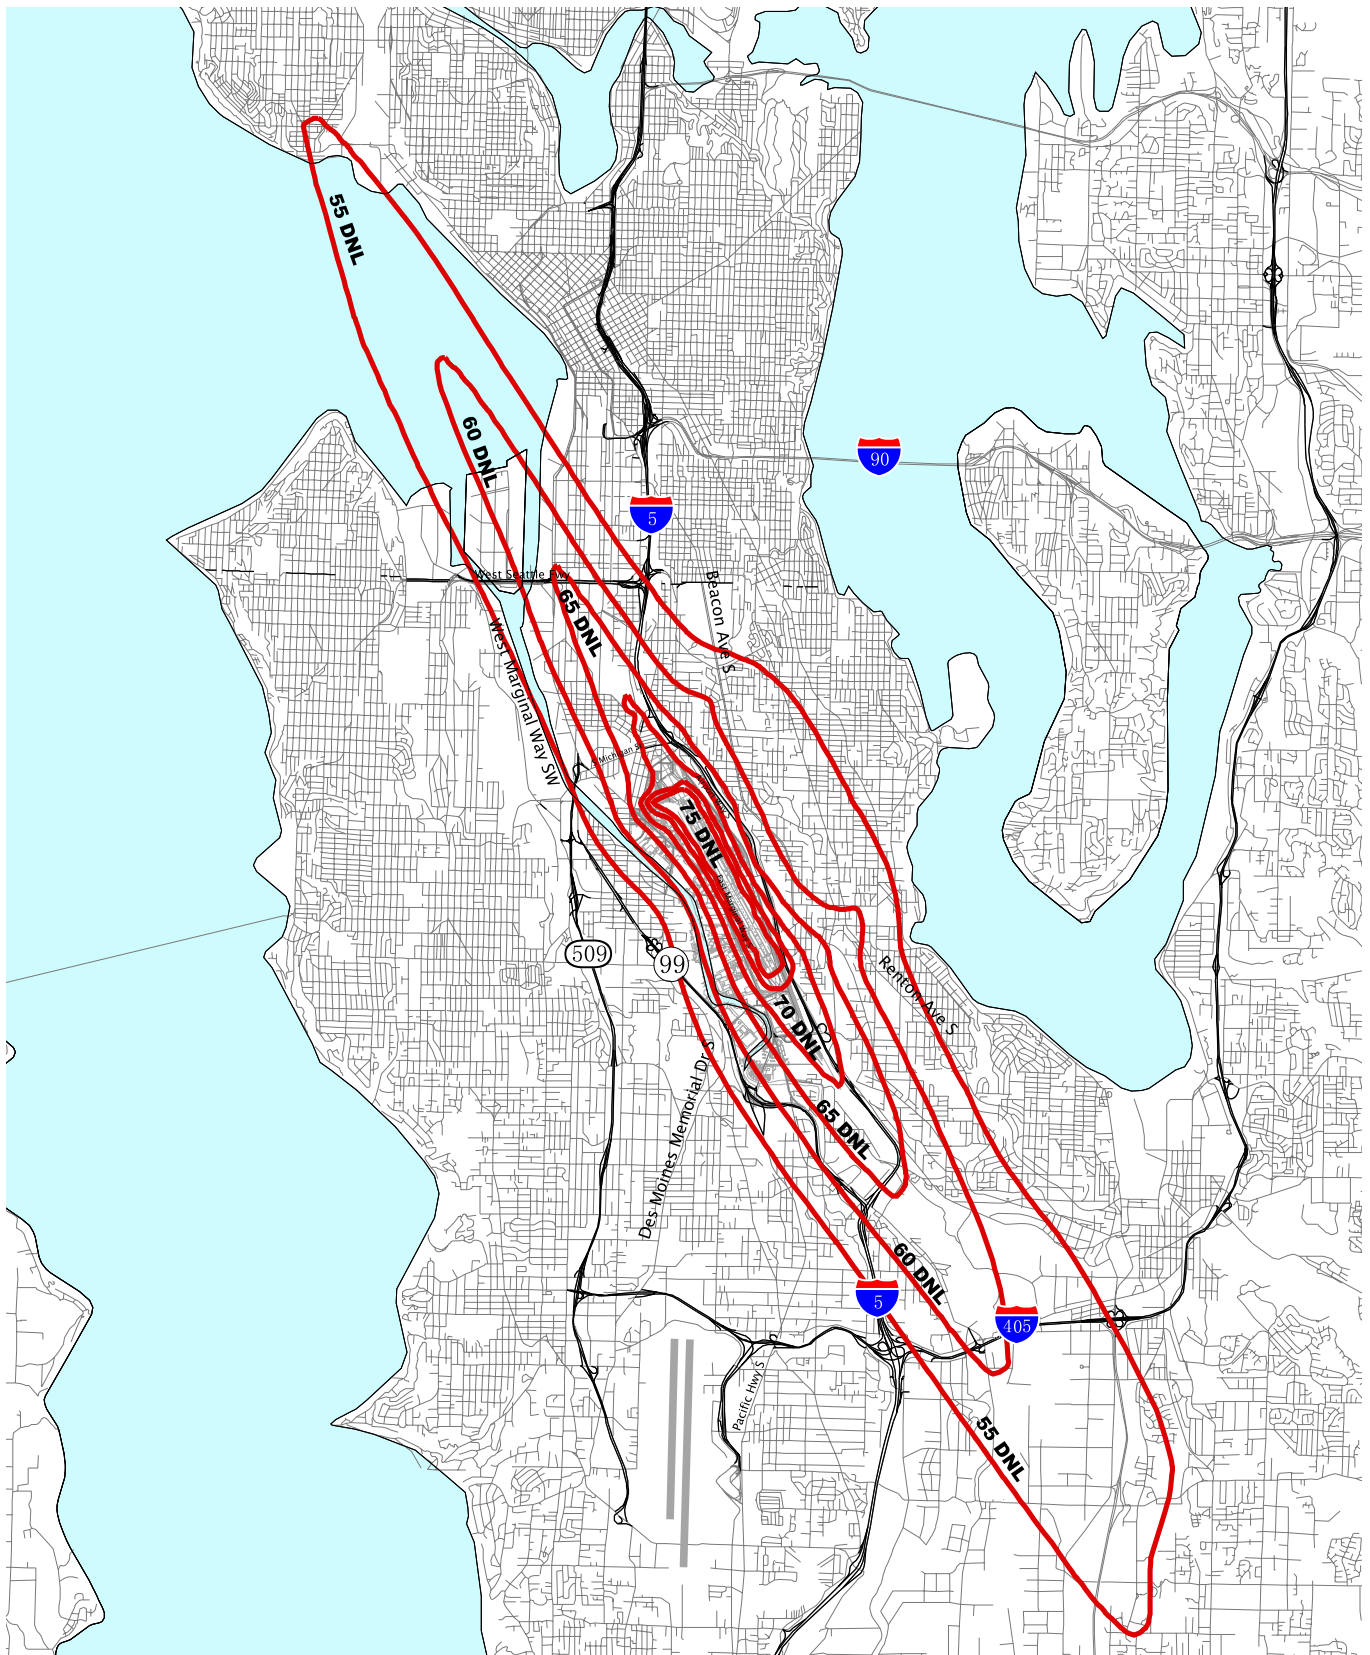 55 DNL
60 DNL
90
5
West Seattle Fwy
65 DNL
Beacon Ave S
West Marginal Way SW
S Michigan St
75 DNL
509
99
Renton Ave S
70 DNL
Des Moines Memorial Dr S
65 DNL
60 DNL
5
405
Pacific Hwy S
55 DNL